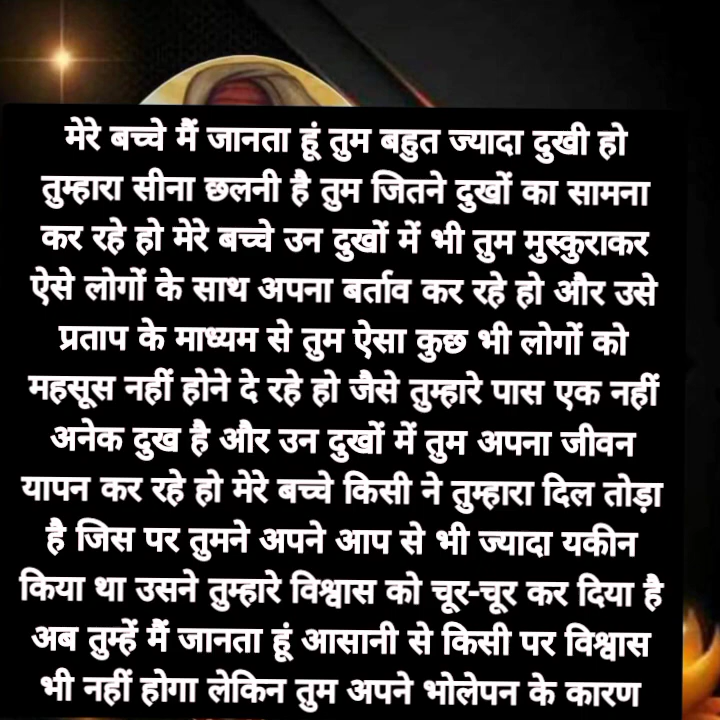 मेरे बच्चे मैं जानता हूं तुम बहुत ज्यादा दुखी हो
तुम्हारा सीना छलनी है तुम जितने दुखों का सामना
कर रहे हो मेरे बच्चे उन दुखों में भी तुम मुस्कुराकर
ऐसे लोगों के साथ अपना बर्ताव कर रहे हो और उसे
प्रताप के माध्यम से तुम ऐसा कुछ भी लोगों को
महसूस नहीं होने दे रहे हो जैसे तुम्हारे पास एक नहीं
अनेक दुख है और उन दुखों में तुम अपना जीवन
यापन कर रहे हो मेरे बच्चे किसी ने तुम्हारा दिल तोड़ा
है जिस पर तुमने अपने आप से भी ज्यादा यकीन
किया था उसने तुम्हारे विश्वास को चूर-चूर कर दिया है
अब तुम्हें मैं जानता हूं आसानी से किसी पर विश्वास
भी नहीं होगा लेकिन तुम अपने भोलेपन के कारण